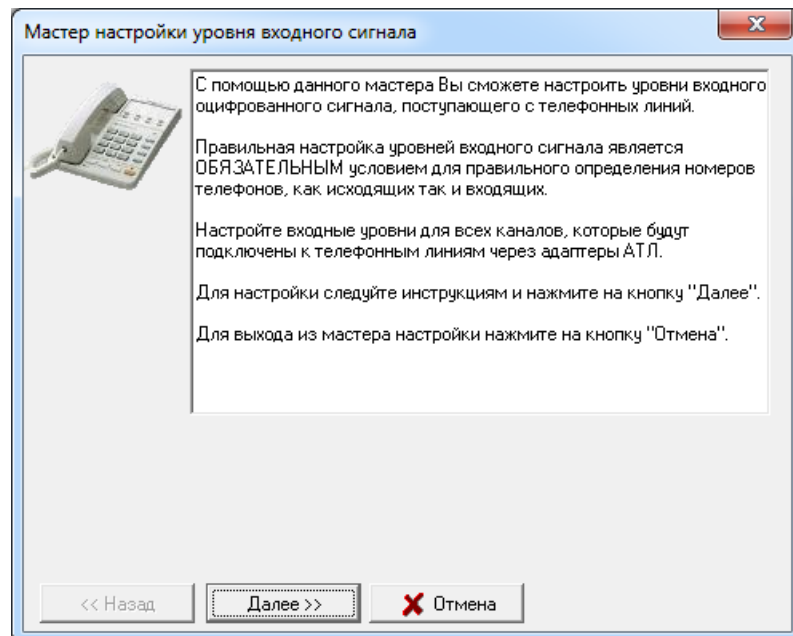 Мастер настройки уровня входного сигнала
С помощью данного мастера Вы сможете настроить уровни входного
оцифрованного сигнала, поступающего с телефонных линий.
Правильная настройка уровней входного сигнала является
ОБЯЗАТЕЛЬНЫМ условием для правильного определения номеров
телефонов, как исходящих так и входящих.
Настройте входные уровни для всех каналов, которые будут
подключены к телефонным линиям через адаптеры АТЛ.
Для настройки следуйте инструкциям и нажмите на кнопку "Далее".
Для выхода из мастера настройки нажмите на кнопку "Отмена".
<< Назад Далее >> Отмена